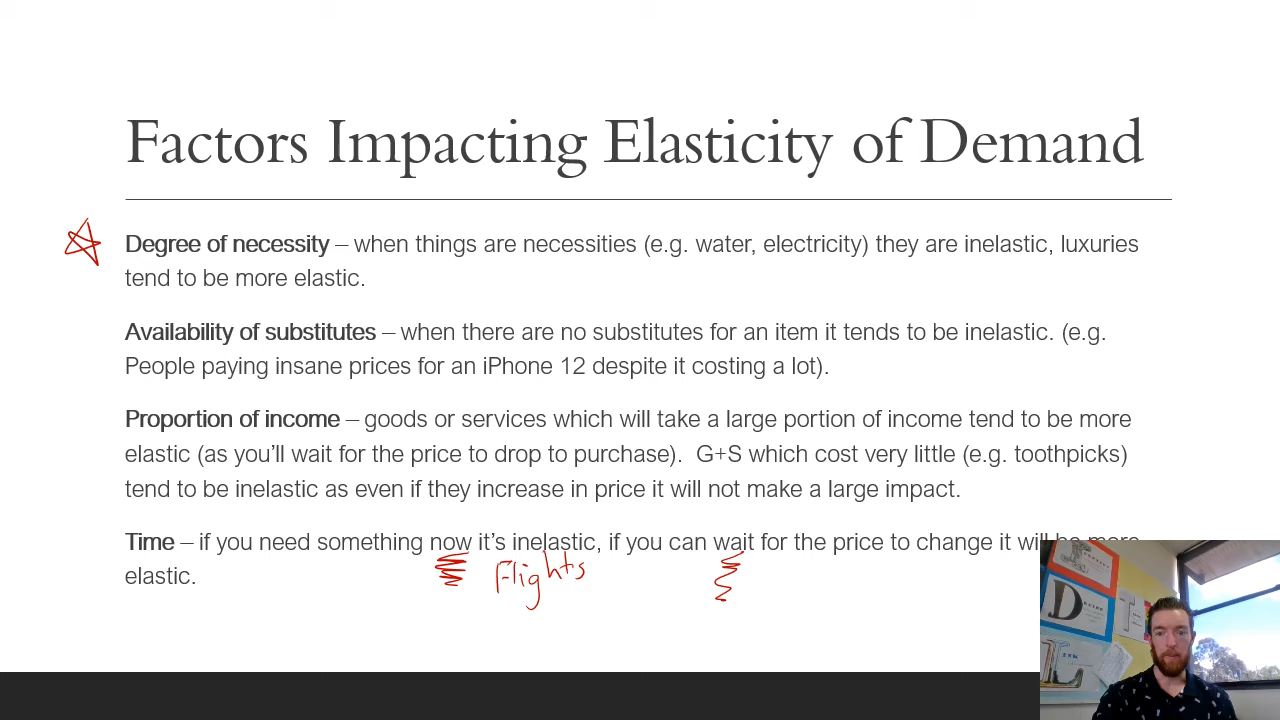 Factors Impacting Elasticity of Demand
Degree of necessity – when things are necessities (e.g. water, electricity) they are inelastic, luxuries
tend to be more elastic.
Availability of substitutes – when there are no substitutes for an item it tends to be inelastic. (e.g.
People paying insane prices for an iPhone 12 despite it costing a lot).
Proportion of income – goods or services which will take a large portion of income tend to be more
elastic (as you'll wait for the price to drop to purchase).  G+S which cost very little (e.g. toothpicks)
tend to be inelastic as even if they increase in price it will not make a large impact.
Time – if you need something now it's inelastic, if you can wait for the price to change it will be more
elastic.
Flights